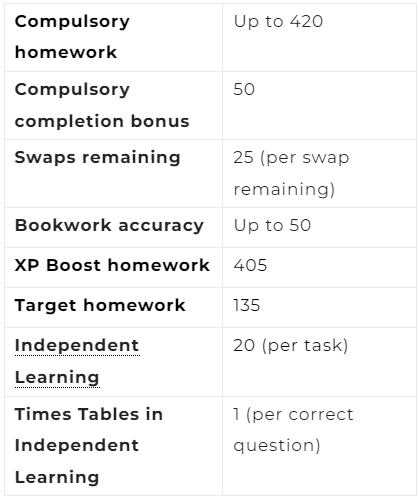 Compulsory
homework
Up to 420
Compulsory
completion bonus
50
Swaps remaining
25 (per swap
remaining)
Bookwork accuracy
Up to 50
XP Boost homework
405
Target homework
135
Independent
Learning
20 (per task)
Times Tables in
Independent
Learning
1 (per correct
question)